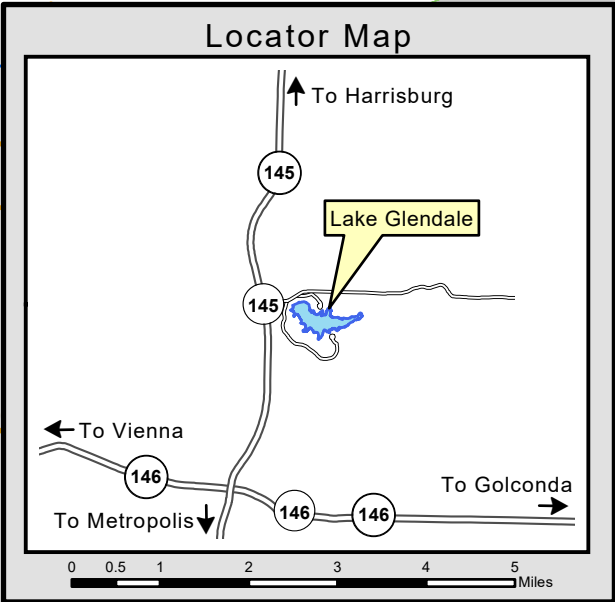 Locator Map
To Harrisburg
145
Lake Glendale
145
To Vienna
146
To Golconda
To Metropolis
146
146
0 0.5 1 2 3 4 5
Miles